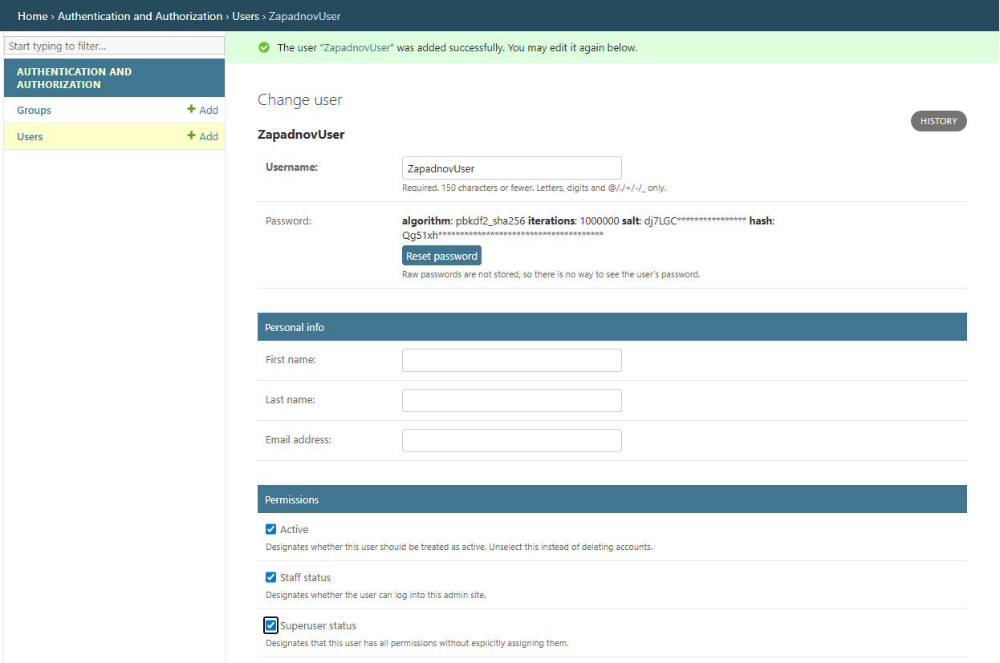 Home › Authentication and Authorization › Users › ZapadnovUser
Start typing to filter...
AUTHENTICATION AND
AUTHORIZATION
Groups + Add
Users + Add
The user “ZapadnovUser” was added successfully. You may edit it again below.
Change user
HISTORY
ZapadnovUser
Username: ZapadnovUser
Required. 150 characters or fewer. Letters, digits and @/./+/-/_ only.
Password: algorithm: pbkdf2_sha256 iterations: 1000000 salt: dj7LGC**************** hash:
Qg51xh**************************************
Reset password
Raw passwords are not stored, so there is no way to see the user’s password.
Personal info
First name:
Last name:
Email address:
Permissions
Active
Designates whether this user should be treated as active. Unselect this instead of deleting accounts.
Staff status
Designates whether the user can log into this admin site.
Superuser status
Designates that this user has all permissions without explicitly assigning them.